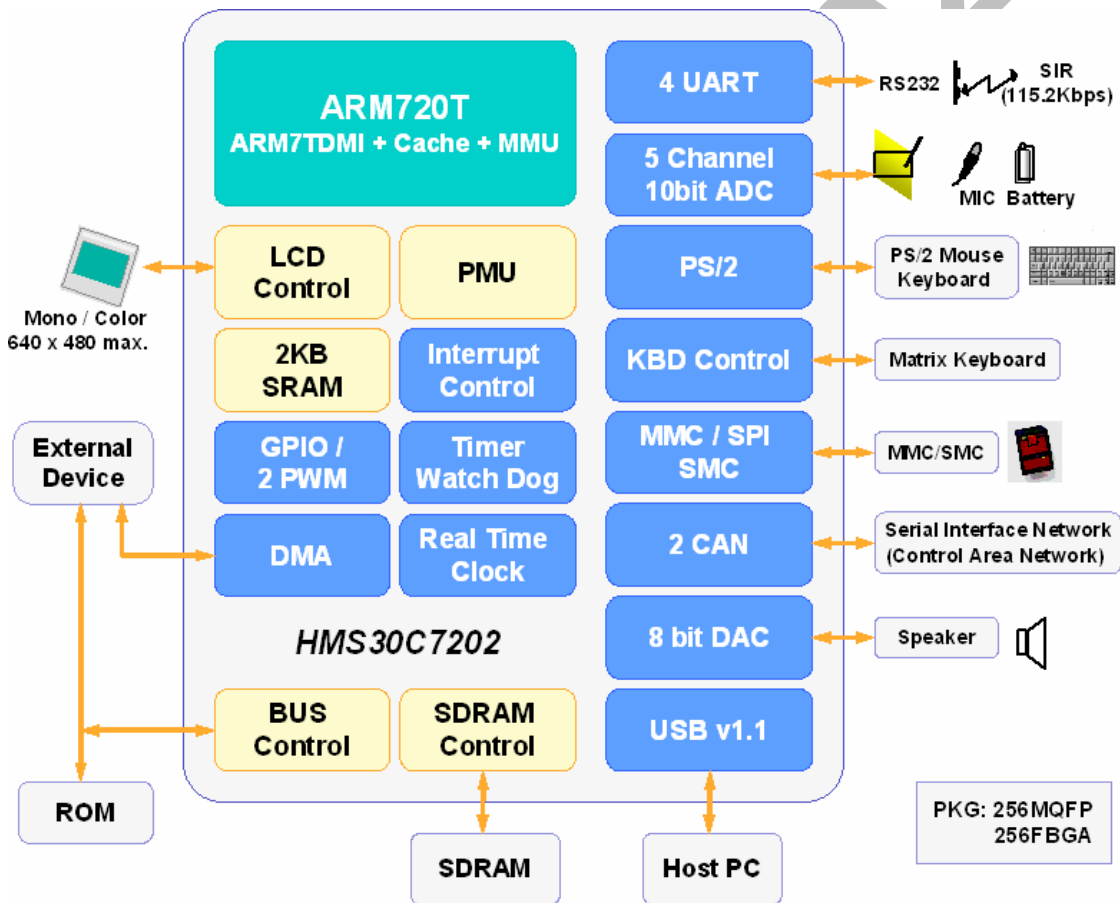 ARM720T
ARM7TDMI + Cache + MMU
4 UART
RS232
SIR
(115.2Kbps)
5 Channel
10bit ADC
MIC
Battery
LCD
Control
PMU
PS/2
PS/2 Mouse
Keyboard
Mono / Color
640 x 480 max.
2KB
SRAM
Interrupt
Control
KBD Control
Matrix Keyboard
External
Device
GPIO /
2 PWM
Timer
Watch Dog
MMC / SPI
SMC
MMC/SMC
DMA
Real Time
Clock
2 CAN
Serial Interface Network
(Control Area Network)
HMS30C7202
8 bit DAC
Speaker
BUS
Control
SDRAM
Control
USB v1.1
ROM
SDRAM
Host PC
PKG: 256MQFP
256FBGA